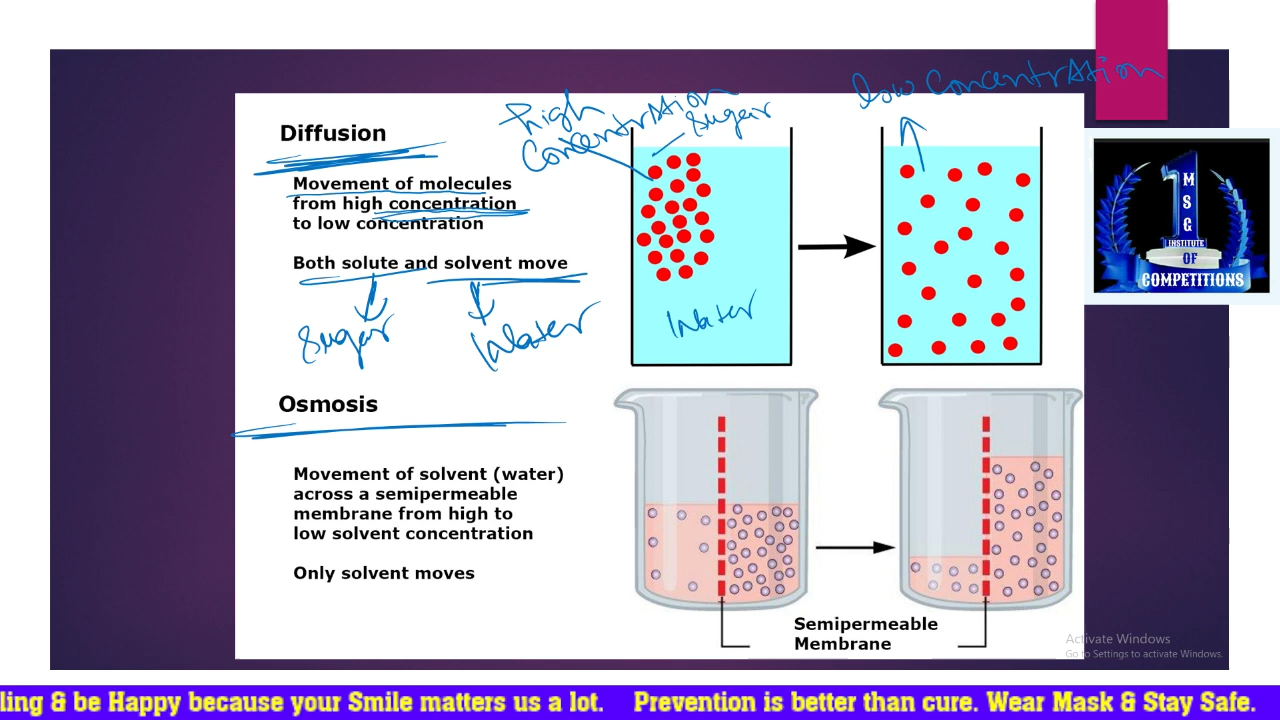 low Concentration
high
Concentration
Sugar
Diffusion
Movement of molecules
from high concentration
to low concentration
Both solute and solvent move
Sugar
Water
Water
M
S
G
1
INSTITUTE
OF
COMPETITIONS
Osmosis
Movement of solvent (water)
across a semipermeable
membrane from high to
low solvent concentration
Only solvent moves
Semipermeable
Membrane
Activate Windows
Go to Settings to activate Windows.
ling & be Happy because your Smile matters us a lot. Prevention is better than cure. Wear Mask & Stay Safe.